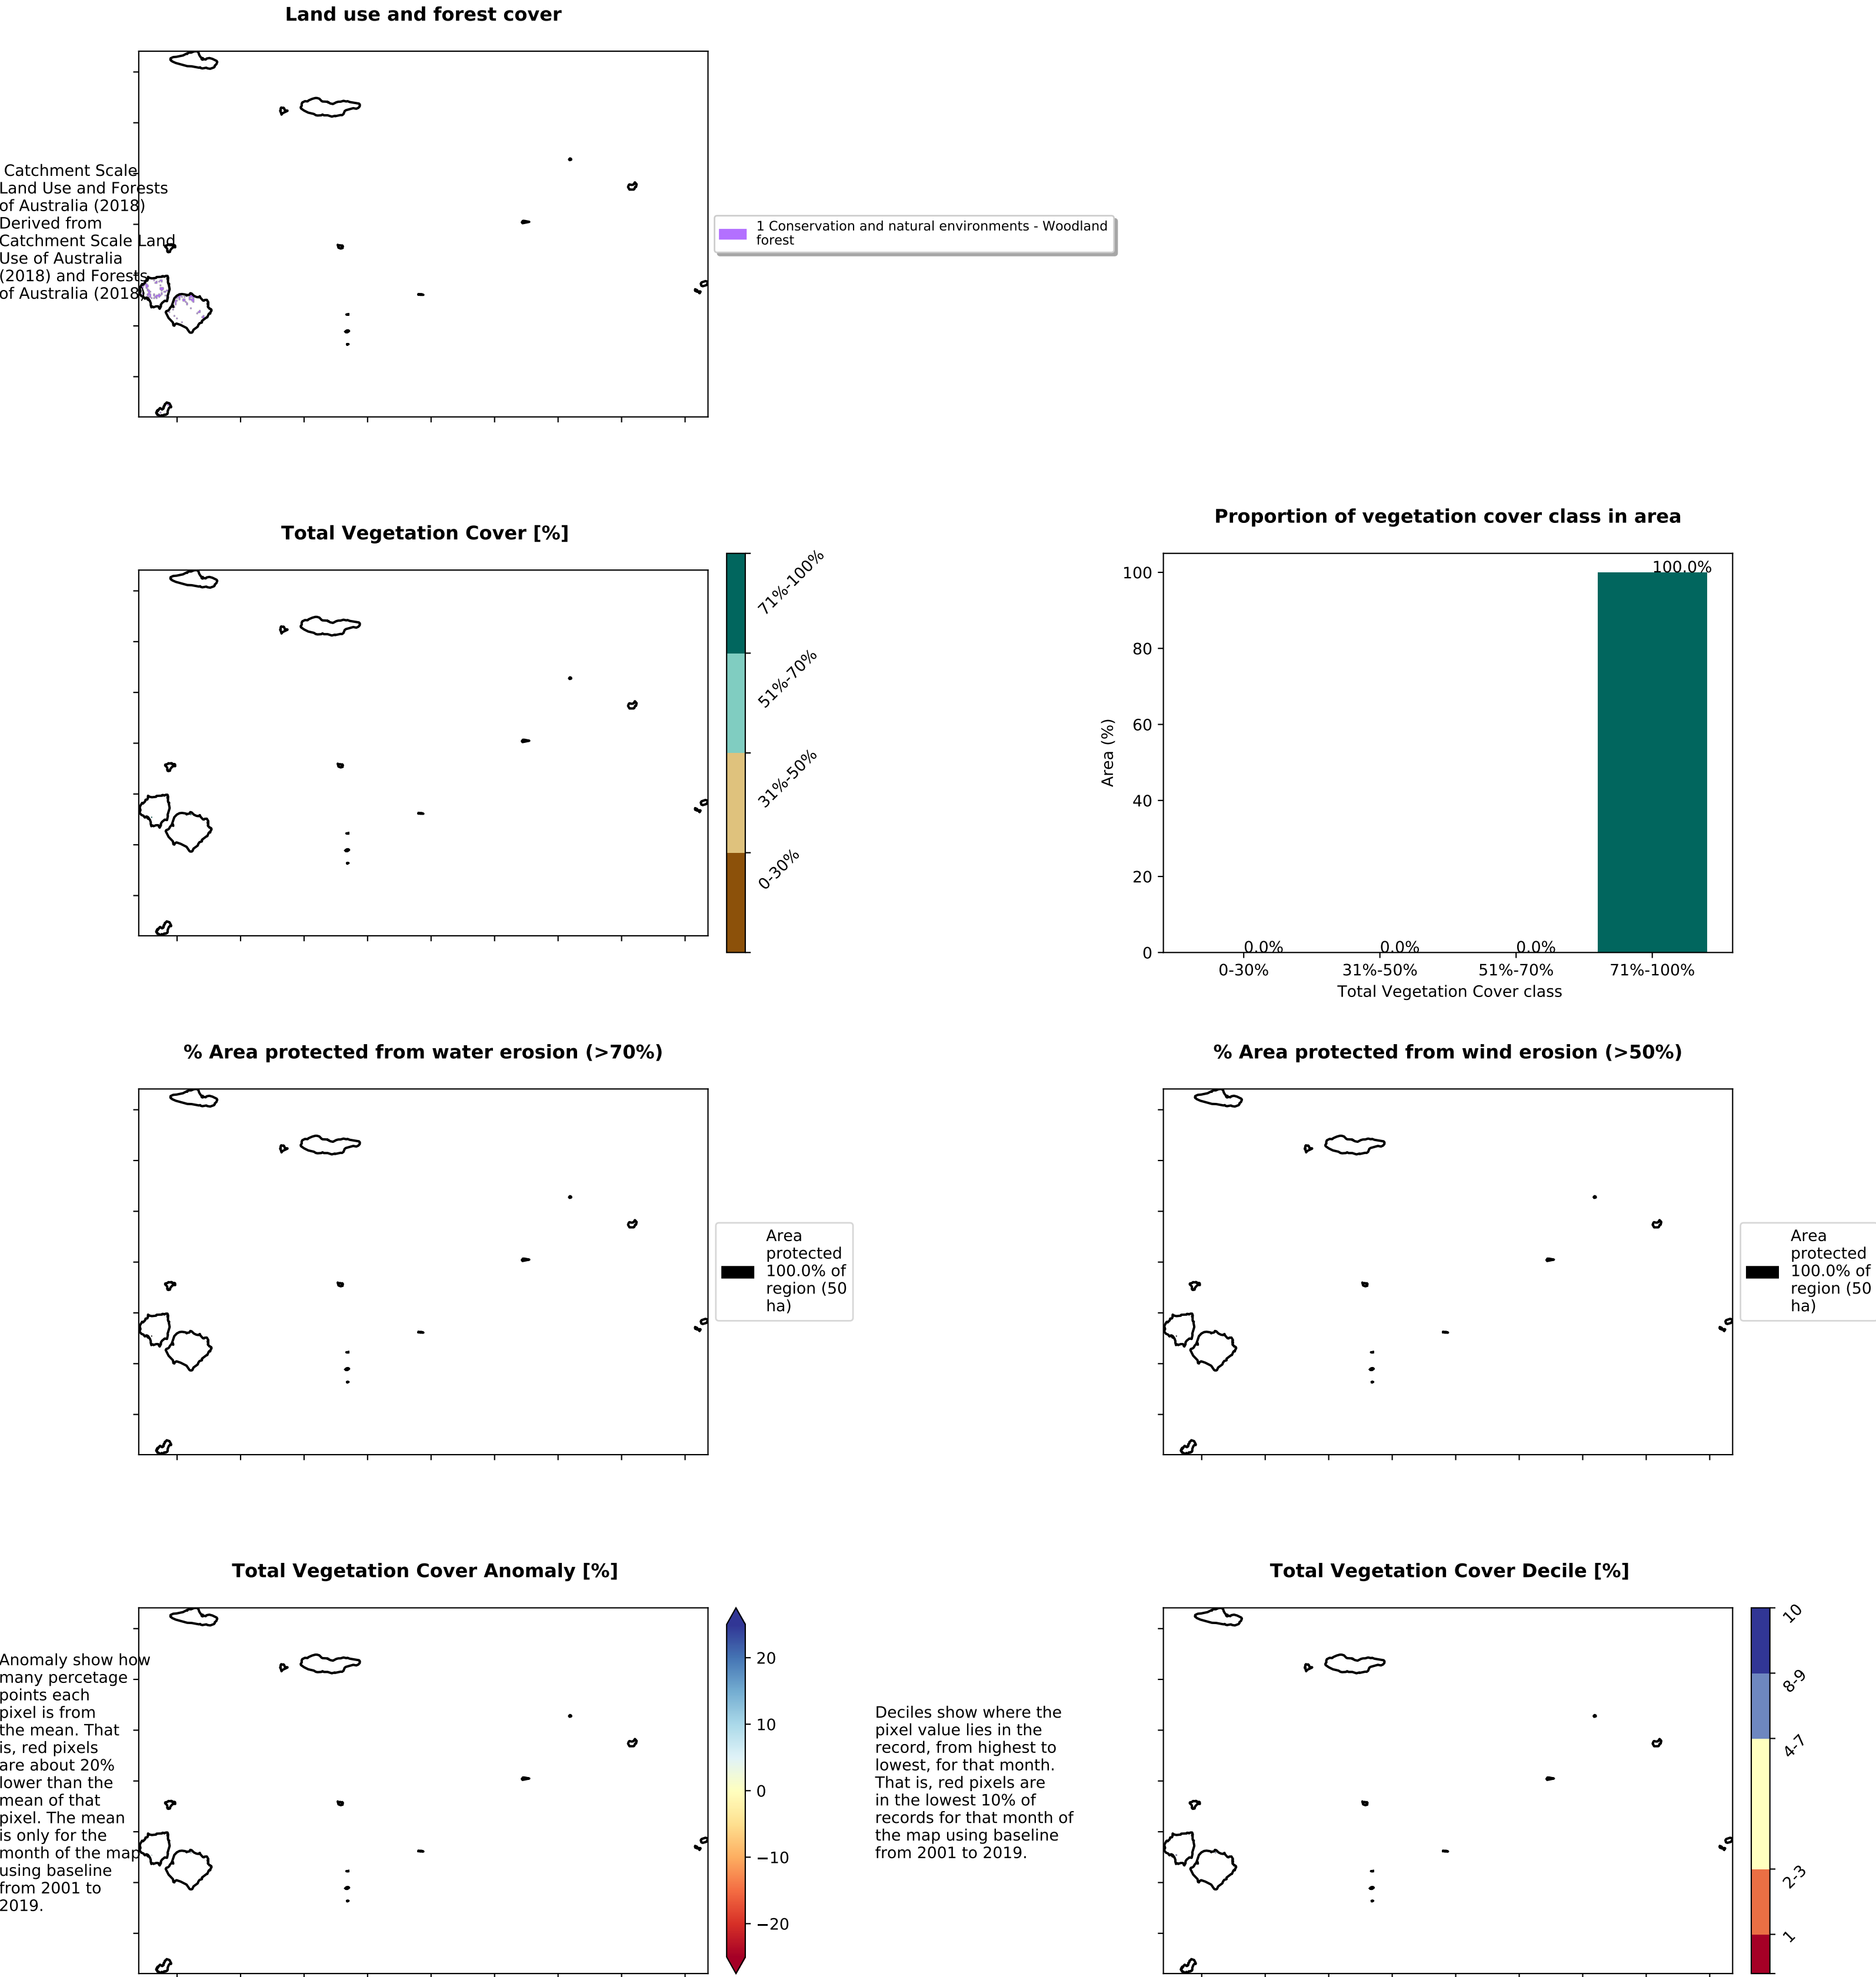 Land use and forest cover
Catchment Scale
Land Use and Forests
of Australia (2018)
Derived from
Catchment Scale Land
Use of Australia
(2018) and Forests
of Australia (2018)
1 Conservation and natural environments - Woodland
forest
Total Vegetation Cover [%]
71%-100%
51%-70%
31%-50%
0-30%
Proportion of vegetation cover class in area
100.0%
100
80
60
40
20
0
Area (%)
0.0%
0.0%
0.0%
0-30%
31%-50%
51%-70%
71%-100%
Total Vegetation Cover class
% Area protected from water erosion (>70%)
Area
protected
100.0% of
region (50
ha)
% Area protected from wind erosion (>50%)
Area
protected
100.0% of
region (50
ha)
Total Vegetation Cover Anomaly [%]
Anomaly show how
many percetage
points each
pixel is from
the mean. That
is, red pixels
are about 20%
lower than the
mean of that
pixel. The mean
is only for the
month of the map
using baseline
from 2001 to
2019.
20
10
0
−10
−20
Total Vegetation Cover Decile [%]
Deciles show where the
pixel value lies in the
record, from highest to
lowest, for that month.
That is, red pixels are
in the lowest 10% of
records for that month of
the map using baseline
from 2001 to 2019.
10
8-9
4-7
2-3
1